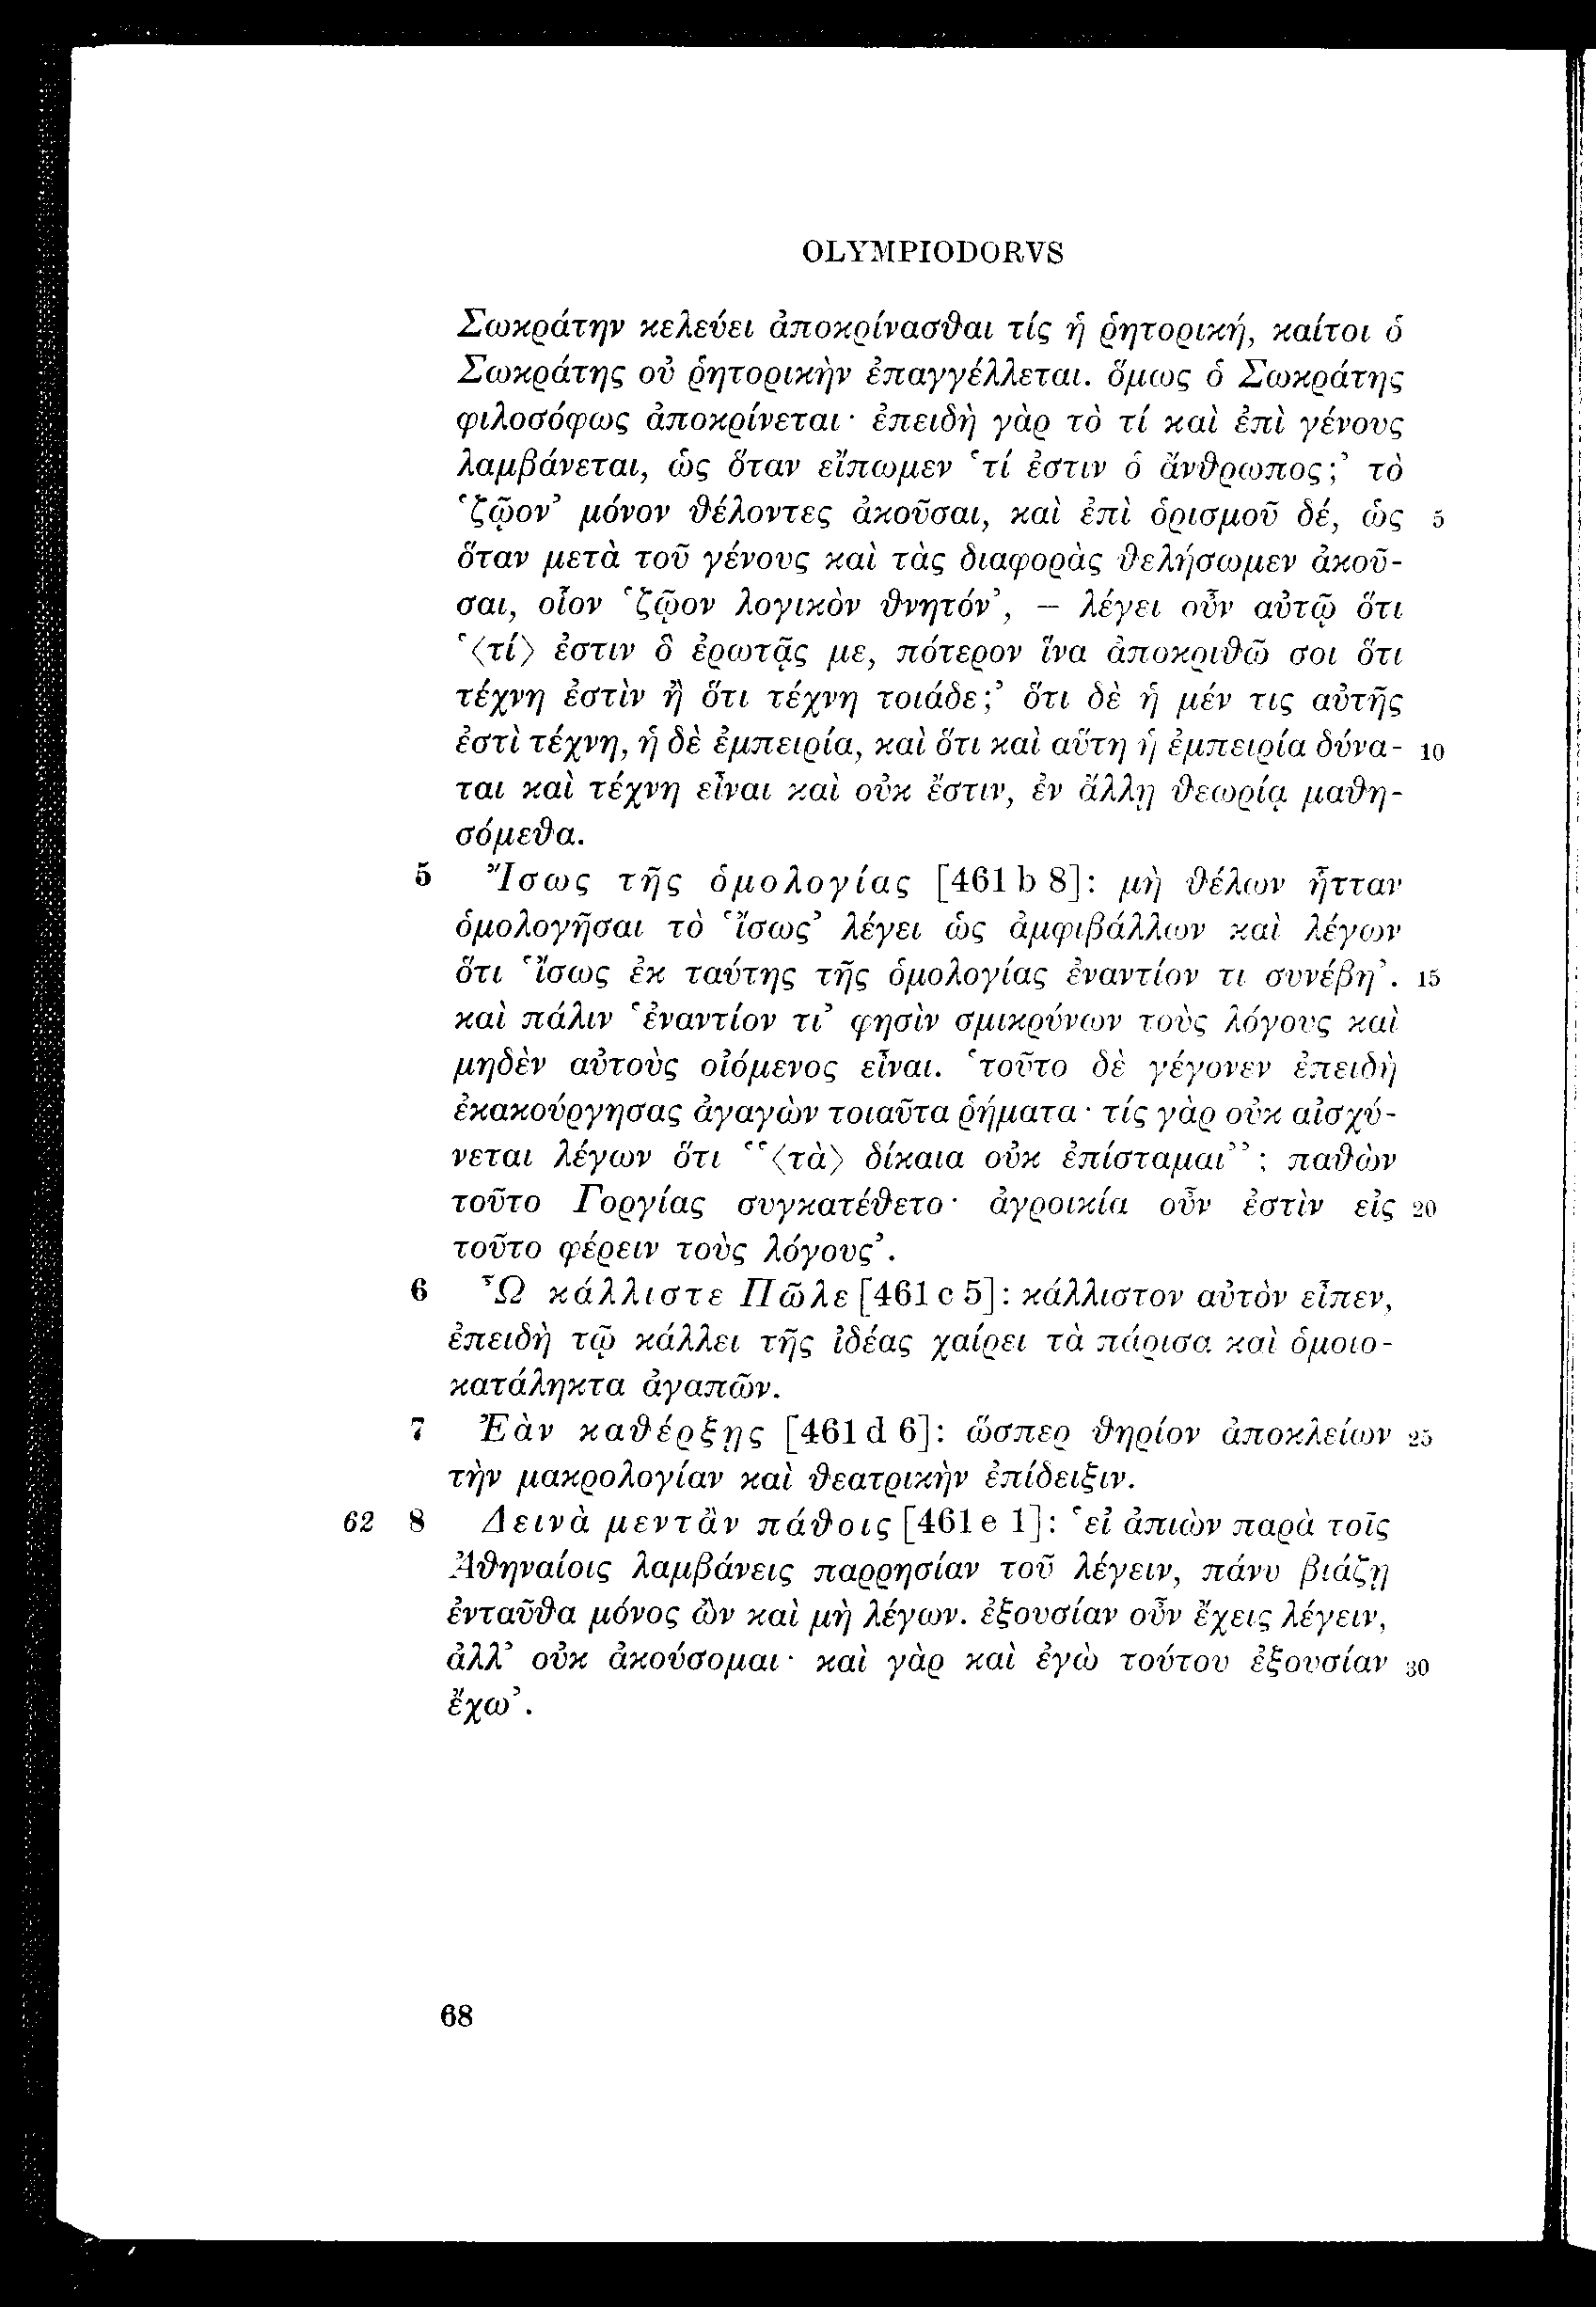 OLYMPIODORVS
Σωκράτην κελεύει ἀποκρίνασθαι τίς ἡ ῥητορική, καίτοι ὁ
Σωκράτης οὐ ῥητορικὴν ἐπαγγέλλεται. ὅμως ὁ Σωκράτης
φιλοσόφως ἀποκρίνεται· ἐπειδὴ γὰρ τὸ τί καὶ ἐπὶ γένους
λαμβάνεται, ὡς ὅταν εἴπωμεν ‛τί ἐστιν ὁ ἄνθρωπος;’ τὸ
‛ζῷον’ μόνον θέλοντες ἀκοῦσαι, καὶ ἐπὶ ὁρισμοῦ δέ, ὡς 5
ὅταν μετὰ τοῦ γένους καὶ τὰς διαφορὰς θελήσωμεν ἀκοῦ-
σαι, οἷον ‛ζῷον λογικὸν θνητόν’, – λέγει οὖν αὐτῷ ὅτι
‛〈τί〉 ἐστιν ὃ ἐρωτᾷς με, πότερον ἵνα ἀποκριθῶ σοι ὅτι
τέχνη ἐστὶν ἢ ὅτι τέχνη τοιάδε;’ ὅτι δὲ ἡ μέν τις αὐτῆς
ἐστὶ τέχνη, ἡ δὲ ἐμπειρία, καὶ ὅτι καὶ αὕτη ἡ ἐμπειρία δύνα- 10
ται καὶ τέχνη εἶναι καὶ οὐκ ἔστιν, ἐν ἄλλῃ θεωρίᾳ μαθη-
σόμεθα.
5 Ἴσως τῆς ὁμολογίας [461 b 8]: μὴ θέλων ἧτταν
ὁμολογῆσαι τὸ ‛ἴσως’ λέγει ὡς ἀμφιβάλλων καὶ λέγων
ὅτι ‛ἴσως ἐκ ταύτης τῆς ὁμολογίας ἐναντίον τι συνέβη’. 15
καὶ πάλιν ‛ἐναντίον τι’ φησὶν σμικρύνων τοὺς λόγους καὶ
μηδὲν αὐτοὺς οἰόμενος εἶναι. ‛τοῦτο δὲ γέγονεν ἐπειδὴ
ἐκακούργησας ἀγαγὼν τοιαῦτα ῥήματα· τίς γὰρ οὐκ αἰσχύ-
νεται λέγων ὅτι ‛‛〈τὰ〉 δίκαια οὐκ ἐπίσταμαι’’; παθὼν
τοῦτο Γοργίας συγκατέθετο· ἀγροικία οὖν ἐστὶν εἰς 20
τοῦτο φέρειν τοὺς λόγους’.
6 Ὦ κάλλιστε Πῶλε [461 c 5]: κάλλιστον αὐτὸν εἶπεν,
ἐπειδὴ τῷ κάλλει τῆς ἰδέας χαίρει τὰ πάρισα καὶ ὁμοιο-
κατάληκτα ἀγαπῶν.
7 Ἐὰν καθέρξῃς [461 d 6]: ὥσπερ θηρίον ἀποκλείων 25
τὴν μακρολογίαν καὶ θεατρικὴν ἐπίδειξιν.
62 8 Δεινὰ μεντἂν πάθοις [461 e 1]: ‛εἰ ἀπιὼν παρὰ τοῖς
Ἀθηναίοις λαμβάνεις παρρησίαν τοῦ λέγειν, πάνυ βιάζῃ
ἐνταῦθα μόνος ὢν καὶ μὴ λέγων. ἐξουσίαν οὖν ἔχεις λέγειν,
ἀλλ’ οὐκ ἀκούσομαι· καὶ γὰρ καὶ ἐγὼ τούτου ἐξουσίαν 30
ἔχω’.
68